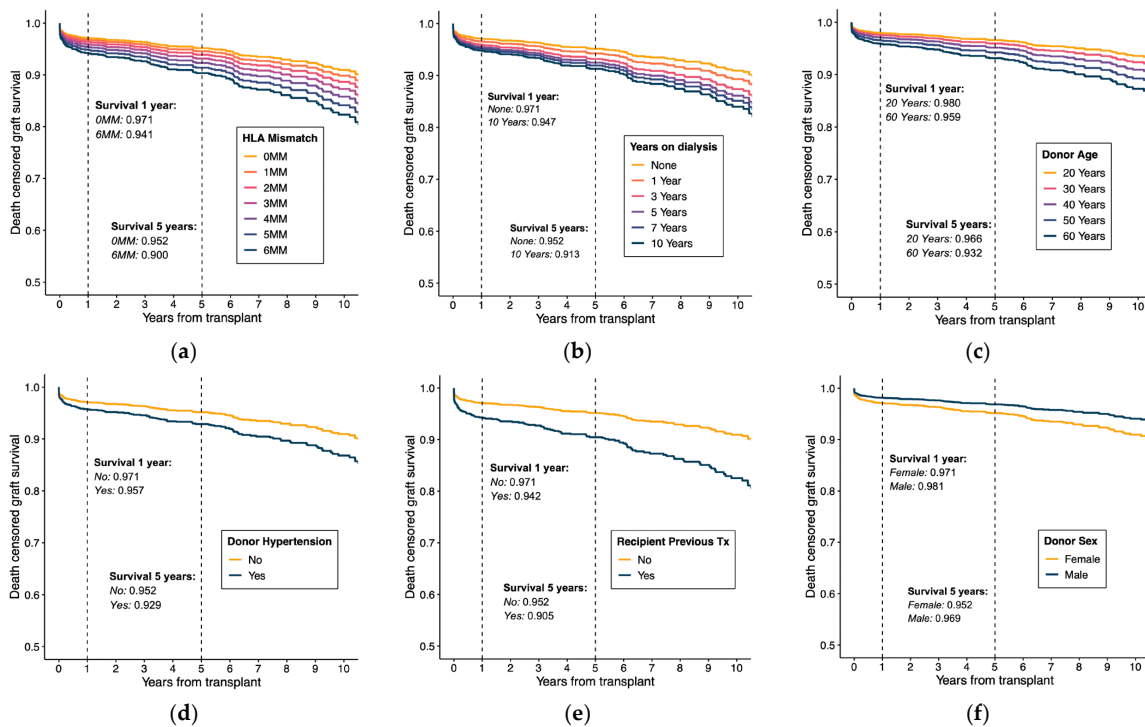 Death censored graft survival
1.0
0.9
0.8
0.7
0.6
0.5
Survival 1 year:
0MM: 0.971
6MM: 0.941
HLA Mismatch
0MM
1MM
2MM
3MM
4MM
5MM
6MM
Survival 5 years:
0MM: 0.952
6MM: 0.900
0 1 2 3 4 5 6 7 8 9 10
Years from transplant
(a)
Death censored graft survival
1.0
0.9
0.8
0.7
0.6
0.5
Survival 1 year:
None: 0.971
10 Years: 0.947
Years on dialysis
None
1 Year
3 Years
5 Years
7 Years
10 Years
Survival 5 years:
None: 0.952
10 Years: 0.913
0 1 2 3 4 5 6 7 8 9 10
Years from transplant
(b)
Death censored graft survival
1.0
0.9
0.8
0.7
0.6
0.5
Survival 1 year:
20 Years: 0.980
60 Years: 0.959
Donor Age
20 Years
30 Years
40 Years
50 Years
60 Years
Survival 5 years:
20 Years: 0.966
60 Years: 0.932
0 1 2 3 4 5 6 7 8 9 10
Years from transplant
(c)
Death censored graft survival
1.0
0.9
0.8
0.7
0.6
0.5
Survival 1 year:
No: 0.971
Yes: 0.957
Donor Hypertension
No
Yes
Survival 5 years:
No: 0.952
Yes: 0.929
0 1 2 3 4 5 6 7 8 9 10
Years from transplant
(d)
Death censored graft survival
1.0
0.9
0.8
0.7
0.6
0.5
Survival 1 year:
No: 0.971
Yes: 0.942
Recipient Previous Tx
No
Yes
Survival 5 years:
No: 0.952
Yes: 0.905
0 1 2 3 4 5 6 7 8 9 10
Years from transplant
(e)
Death censored graft survival
1.0
0.9
0.8
0.7
0.6
0.5
Survival 1 year:
Female: 0.971
Male: 0.981
Donor Sex
Female
Male
Survival 5 years:
Female: 0.952
Male: 0.969
0 1 2 3 4 5 6 7 8 9 10
Years from transplant
(f)